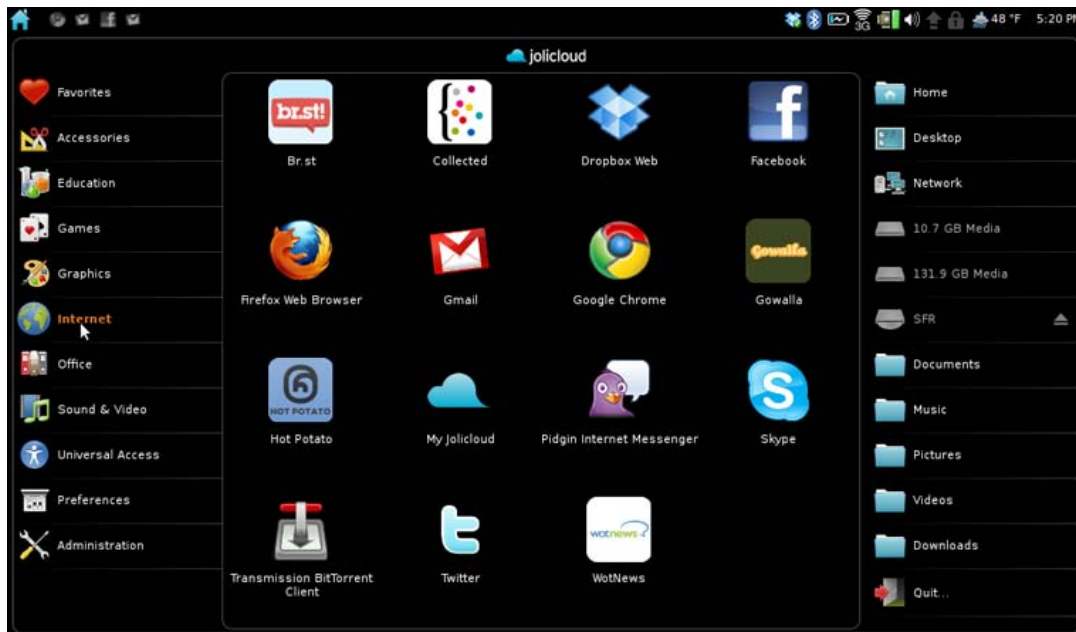 3G
48 °F 5:20 PM
jolicloud
Favorites
Accessories
Education
Games
Graphics
Internet
Office
Sound & Video
Universal Access
Preferences
Administration
br.st!
Br.st
Collected
Dropbox Web
Facebook
Firefox Web Browser
Gmail
Google Chrome
Gowalla
Gowalla
HOT POTATO
Hot Potato
My Jolicloud
Pidgin Internet Messenger
Skype
Transmission BitTorrent
Client
Twitter
wotnews
WotNews
Home
Desktop
Network
10.7 GB Media
131.9 GB Media
SFR
Documents
Music
Pictures
Videos
Downloads
Quit...